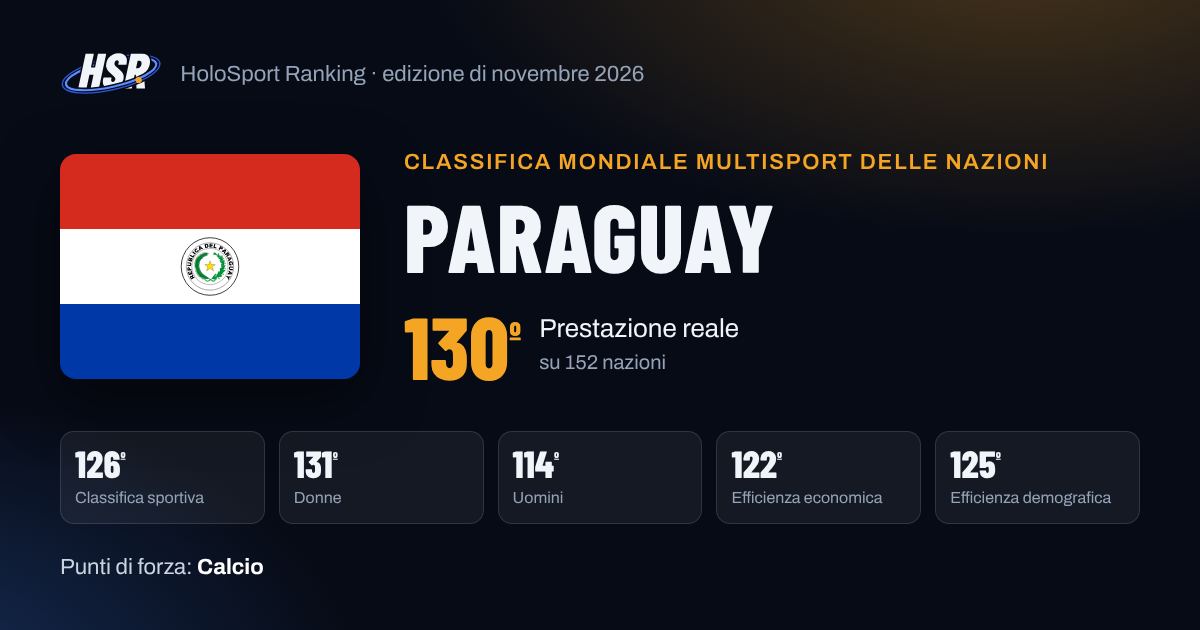 HSR
HoloSport Ranking · edizione di novembre 2026
CLASSIFICA MONDIALE MULTISPORT DELLE NAZIONI
PARAGUAY
REPUBLICA DEL PARAGUAY
130º
Prestazione reale
su 152 nazioni
126º
Classifica sportiva
131º
Donne
114º
Uomini
122º
Efficienza economica
125º
Efficienza demografica
Punti di forza: Calcio